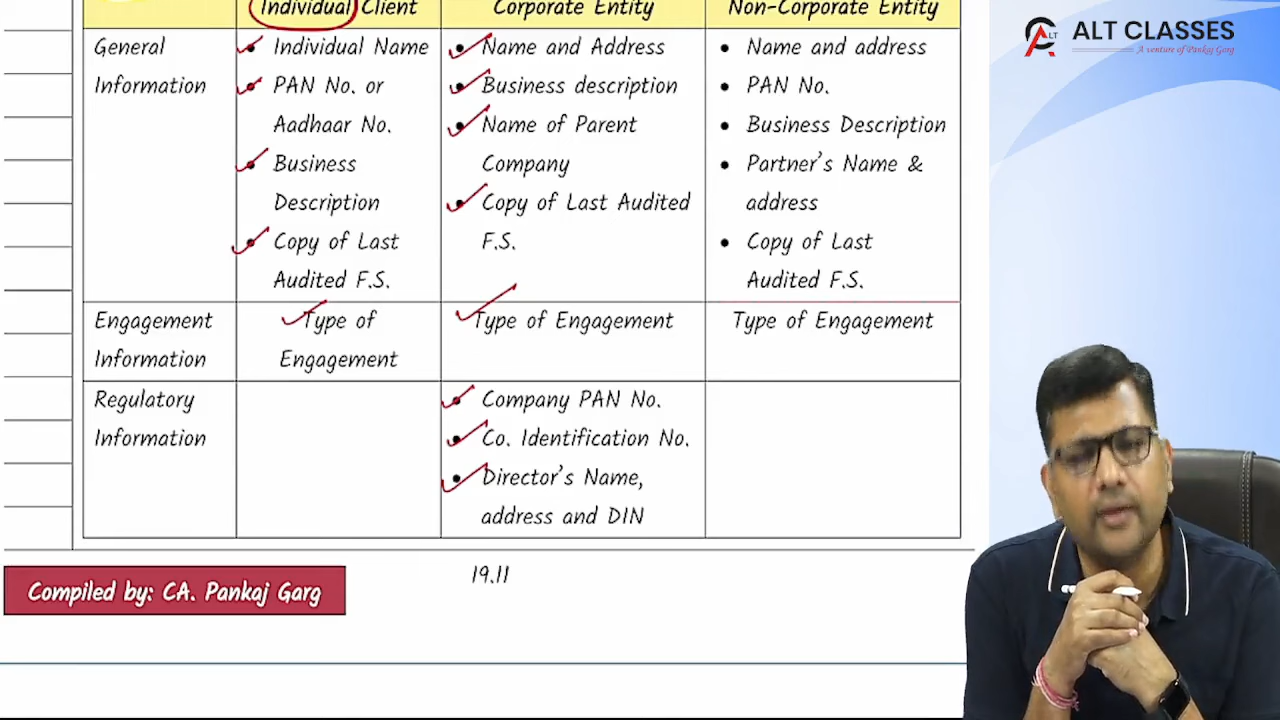 Individual Client
Corporate Entity
Non-Corporate Entity
General
Information
• Individual Name
• PAN No. or
Aadhaar No.
• Business
Description
• Copy of Last
Audited F.S.
• Name and Address
• Business description
• Name of Parent
Company
• Copy of Last Audited
F.S.
• Name and address
• PAN No.
• Business Description
• Partner's Name &
address
• Copy of Last
Audited F.S.
Engagement
Information
Type of
Engagement
Type of Engagement
Type of Engagement
Regulatory
Information
• Company PAN No.
• Co. Identification No.
• Director's Name,
address and DIN
19.11
Compiled by: CA. Pankaj Garg
ALT
ALT CLASSES
A venture of Pankaj Garg